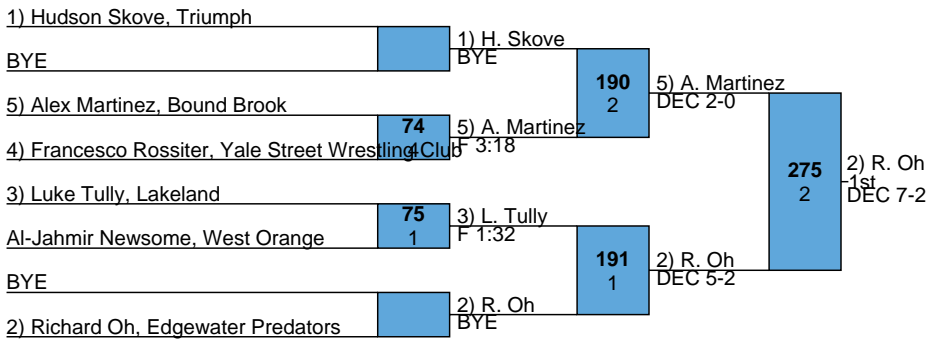 1) Hudson Skove, Triumph
BYE
5) Alex Martinez, Bound Brook
4) Francesco Rossiter, Yale Street Wrestling Club
3) Luke Tully, Lakeland
Al-Jahmir Newsome, West Orange
BYE
2) Richard Oh, Edgewater Predators
74
4
75
1
1) H. Skove
BYE
5) A. Martinez
F 3:18
3) L. Tully
F 1:32
2) R. Oh
BYE
190
2
191
1
5) A. Martinez
DEC 2-0
2) R. Oh
DEC 5-2
275
2
2) R. Oh
1st
DEC 7-2